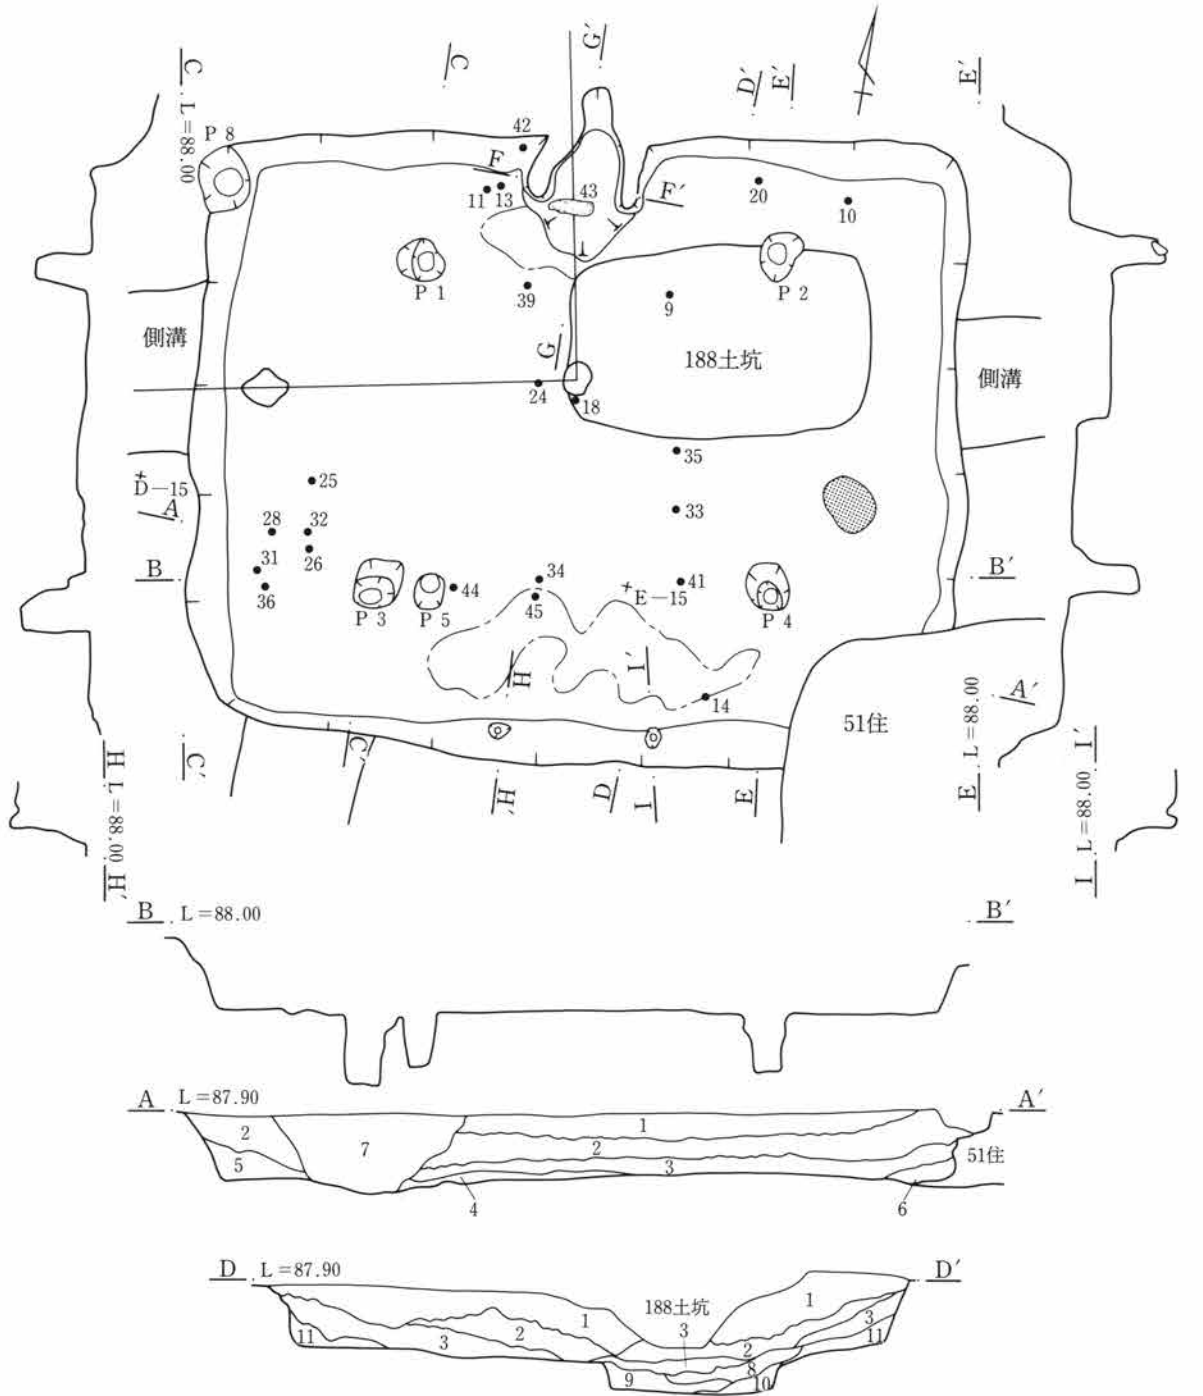 G′
C
C
D′
E′
E′
L=88.00
P 8
42
F
11
13
43
F′
20
10
P 1
P 2
39
9
側溝
G
188土坑
側溝
24
18
35
D-15
A
25
33
28
32
31
26
B
B′
34
41
36
44
E-15
P 3
P 5
45
P 4
H
I′
A′
14
51住
L=88.00
H L=88.00 H′
C′
C′
H′
D
I
E
E
I′
L=88.00
I
B L=88.00 B′
A L=87.90 A′
1
2
7
2
5
3
51住
4
6
D L=87.90 D′
188土坑
1
1
3
3
2
2
11
3
11
8
9
10